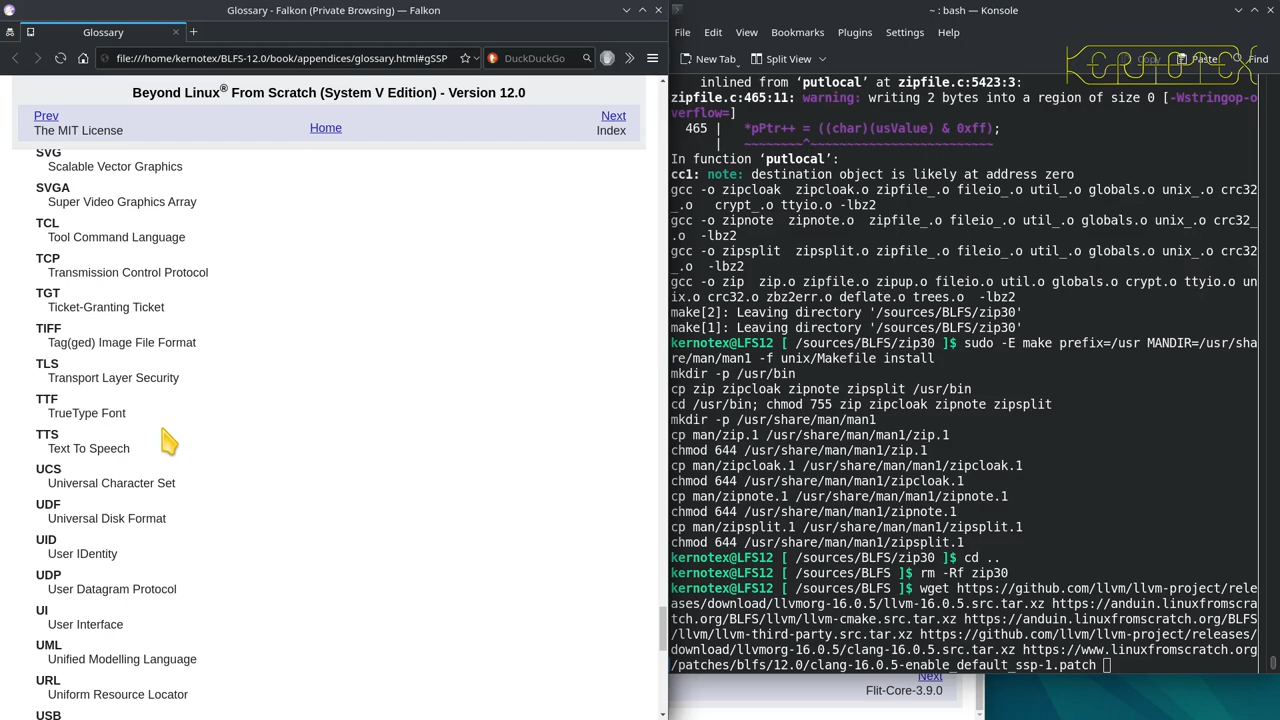 Glossary - Falkon (Private Browsing) — Falkon
Glossary
file:///home/kernotex/BLFS-12.0/book/appendices/glossary.html#gSSP
DuckDuckGo
Beyond Linux® From Scratch (System V Edition) - Version 12.0
Prev
Next
The MIT License
Home
Index
SVG
Scalable Vector Graphics
SVGA
Super Video Graphics Array
TCL
Tool Command Language
TCP
Transmission Control Protocol
TGT
Ticket-Granting Ticket
TIFF
Tag(ged) Image File Format
TLS
Transport Layer Security
TTF
TrueType Font
TTS
Text To Speech
UCS
Universal Character Set
UDF
Universal Disk Format
UID
User IDentity
UDP
User Datagram Protocol
UI
User Interface
UML
Unified Modelling Language
URL
Uniform Resource Locator
USB
~ : bash — Konsole
File Edit View Bookmarks Plugins Settings Help
New Tab Split View Copy Paste Find
KERNOTEX
inlined from ‘putlocal’ at zipfile.c:5423:3:
zipfile.c:465:11: warning: writing 2 bytes into a region of size 0 [-Wstringop-o
verflow=]
465 | *pPtr++ = ((char)(usValue) & 0xff);
| ~~~~~~~~^~~~~~~~~~~~~~~~~~~~~~~~~~
In function ‘putlocal’:
cc1: note: destination object is likely at address zero
gcc -o zipcloak zipcloak.o zipfile_.o fileio_.o util_.o globals.o unix_.o crc32
_.o crypt_.o ttyio.o -lbz2
gcc -o zipnote zipnote.o zipfile_.o fileio_.o util_.o globals.o unix_.o crc32_
.o -lbz2
gcc -o zipsplit zipsplit.o zipfile_.o fileio_.o util_.o globals.o unix_.o crc32
_.o -lbz2
gcc -o zip zip.o zipfile.o zipup.o fileio.o util.o globals.o crypt.o ttyio.o un
ix.o crc32.o zbz2err.o deflate.o trees.o -lbz2
make[2]: Leaving directory '/sources/BLFS/zip30'
make[1]: Leaving directory '/sources/BLFS/zip30'
kernotex@LFS12 [ /sources/BLFS/zip30 ]$ sudo -E make prefix=/usr MANDIR=/usr/sha
re/man/man1 -f unix/Makefile install
mkdir -p /usr/bin
cp zip zipcloak zipnote zipsplit /usr/bin
cd /usr/bin; chmod 755 zip zipcloak zipnote zipsplit
mkdir -p /usr/share/man/man1
cp man/zip.1 /usr/share/man/man1/zip.1
chmod 644 /usr/share/man/man1/zip.1
cp man/zipcloak.1 /usr/share/man/man1/zipcloak.1
chmod 644 /usr/share/man/man1/zipcloak.1
cp man/zipnote.1 /usr/share/man/man1/zipnote.1
chmod 644 /usr/share/man/man1/zipnote.1
cp man/zipsplit.1 /usr/share/man/man1/zipsplit.1
chmod 644 /usr/share/man/man1/zipsplit.1
kernotex@LFS12 [ /sources/BLFS/zip30 ]$ cd ..
kernotex@LFS12 [ /sources/BLFS ]$ rm -Rf zip30
kernotex@LFS12 [ /sources/BLFS ]$ wget https://github.com/llvm/llvm-project/rele
ases/download/llvmorg-16.0.5/llvm-16.0.5.src.tar.xz https://anduin.linuxfromscra
tch.org/BLFS/llvm/llvm-cmake.src.tar.xz https://anduin.linuxfromscratch.org/BLFS
/llvm/llvm-third-party.src.tar.xz https://github.com/llvm/llvm-project/releases/
download/llvmorg-16.0.5/clang-16.0.5.src.tar.xz https://www.linuxfromscratch.org
/patches/blfs/12.0/clang-16.0.5-enable_default_ssp-1.patch
Next
Flit-Core-3.9.0